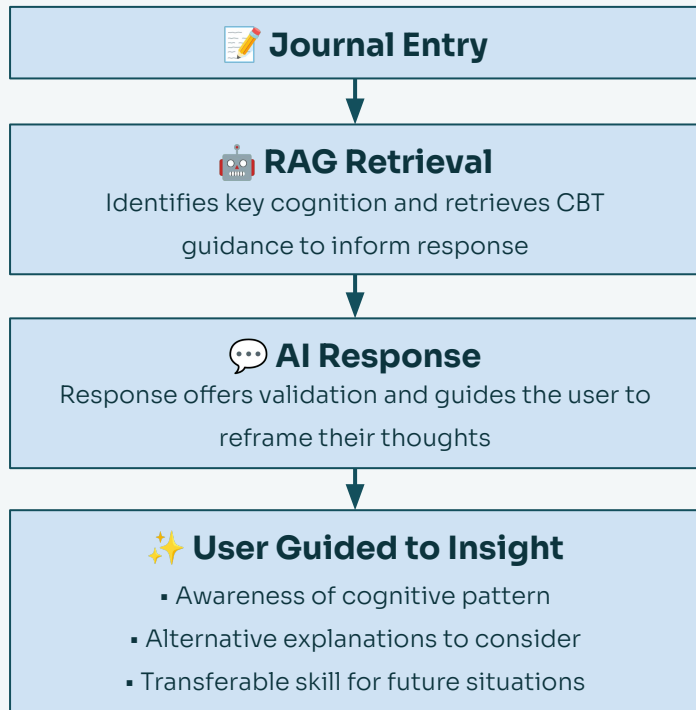 📝 Journal Entry
🤖 RAG Retrieval
Identifies key cognition and retrieves CBT
guidance to inform response
💬 AI Response
Response offers validation and guides the user to
reframe their thoughts
✨ User Guided to Insight
▪ Awareness of cognitive pattern
▪ Alternative explanations to consider
▪ Transferable skill for future situations